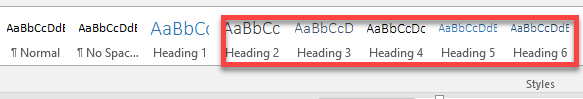 AaBbCcDdE AaBbCcDdE AaBbCc AaBbCc AaBbCcD AaBbCcDc AaBbCcDdE AaBbCcDdE
¶ Normal ¶ No Spac... Heading 1 Heading 2 Heading 3 Heading 4 Heading 5 Heading 6
Styles